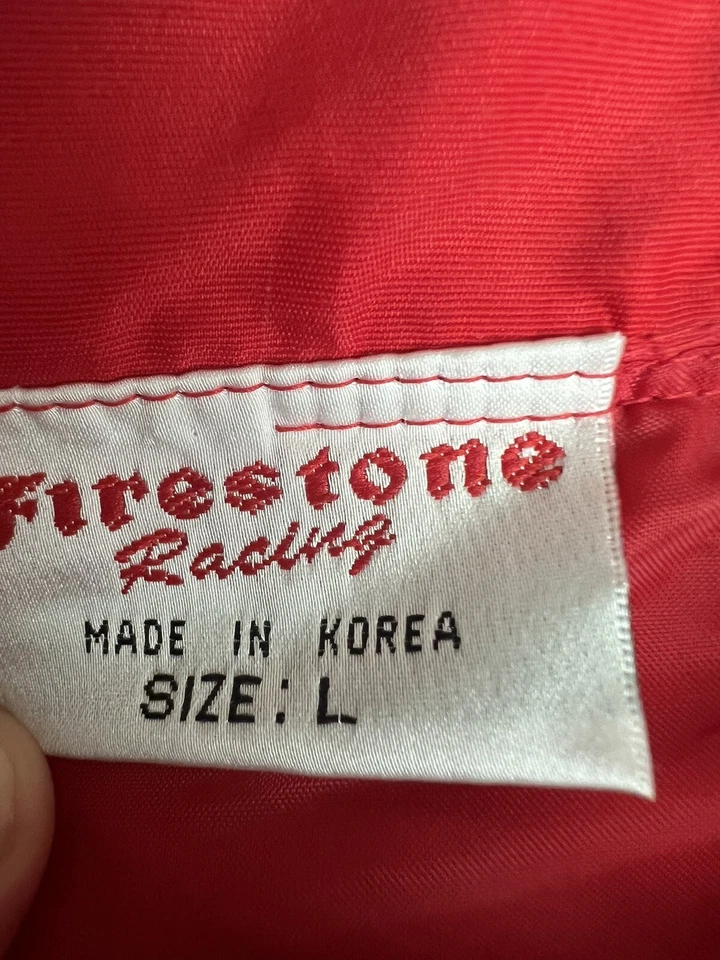 Firestone
Racing
MADE IN KOREA
SIZE: L